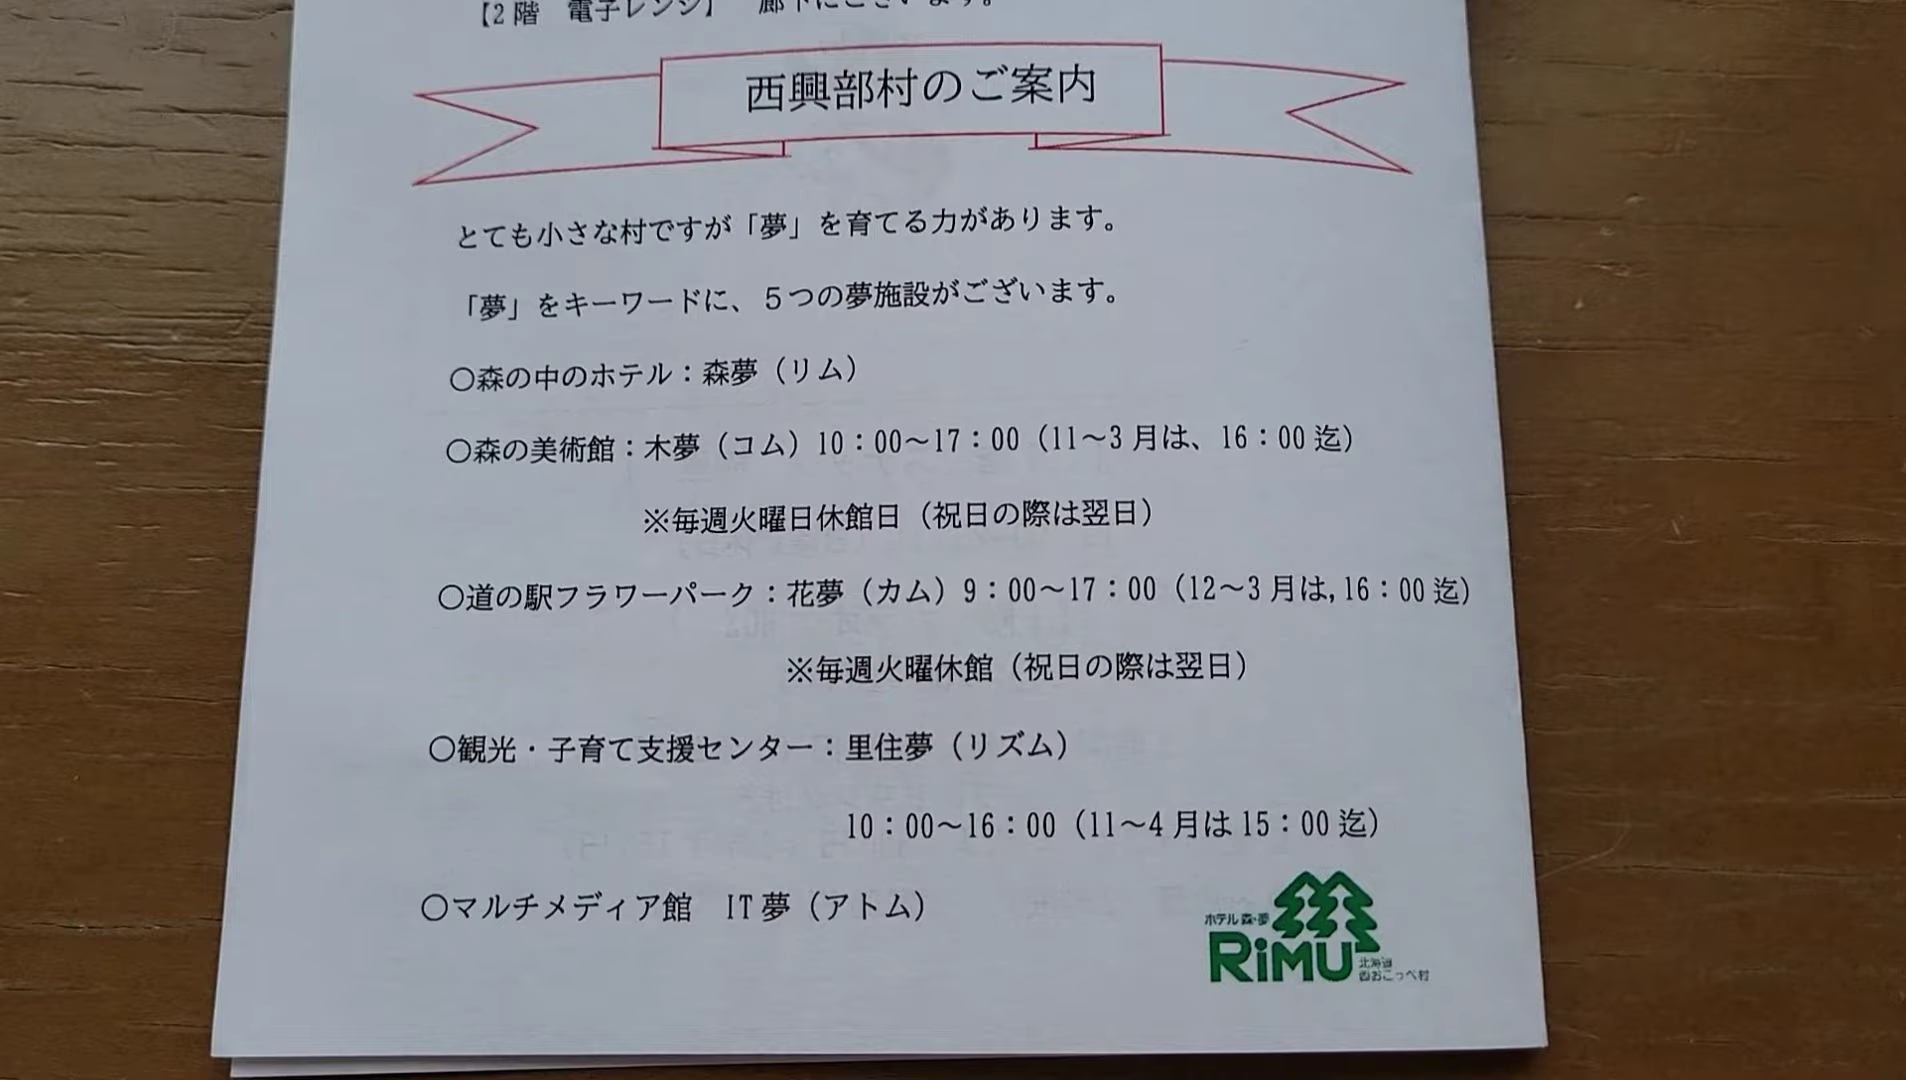 【2階　電子レンジ】　廊下にございます。
西興部村のご案内
とても小さな村ですが「夢」を育てる力があります。
「夢」をキーワードに、５つの夢施設がございます。
○森の中のホテル：森夢（リム）
○森の美術館：木夢（コム）10：00～17：00（11～3月は、16：00迄）
※毎週火曜日休館日（祝日の際は翌日）
○道の駅フラワーパーク：花夢（カム）9：00～17：00（12～3月は,16：00迄）
※毎週火曜休館（祝日の際は翌日）
○観光・子育て支援センター：里住夢（リズム）
10：00～16：00（11～4月は15：00迄）
○マルチメディア館　IT夢（アトム）
ホテル森・夢
RiMU
北海道
西おこっぺ村